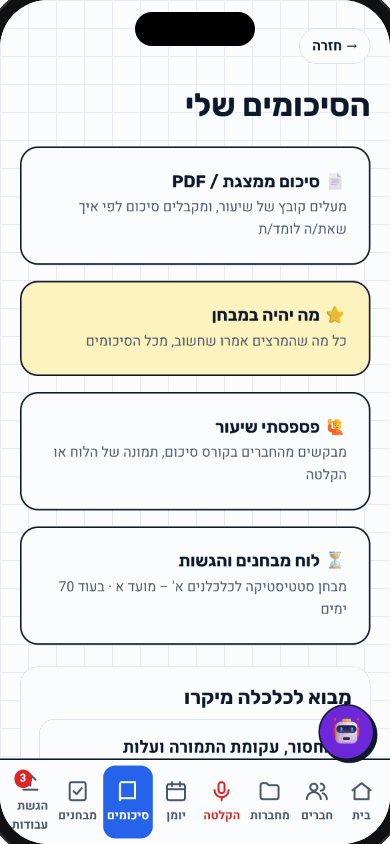 → חזרה
הסיכומים שלי
סיכום ממצגת / PDF
מעלים קובץ של שיעור, ומקבלים סיכום לפי איך
שאת/ה לומד/ת
מה יהיה במבחן
כל מה שהמרצים אמרו שחשוב, מכל הסיכומים
פספסתי שיעור
מבקשים מהחברים בקורס סיכום, תמונה של הלוח או
הקלטה
לוח מבחנים והגשות
מבחן סטטיסטיקה לכלכלנים א' – מועד א · בעוד 70
ימים
מבוא לכלכלה מיקרו
חסור, עקומת התמורה ועלות
בית
חברים
מחברות
הקלטה
יומן
סיכומים
מבחנים
3
הגשת
עבודות